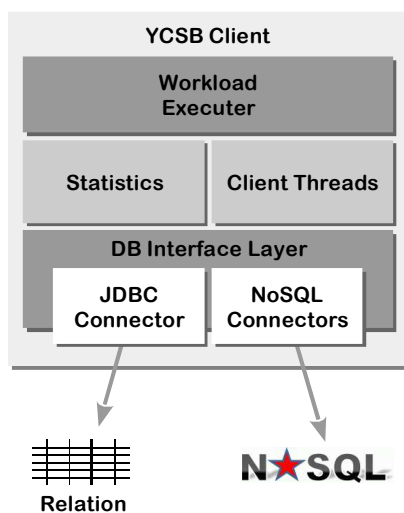 YCSB Client
Workload
Executer
Statistics
Client Threads
DB Interface Layer
JDBC
Connector
NoSQL
Connectors
N★SQL
Relation